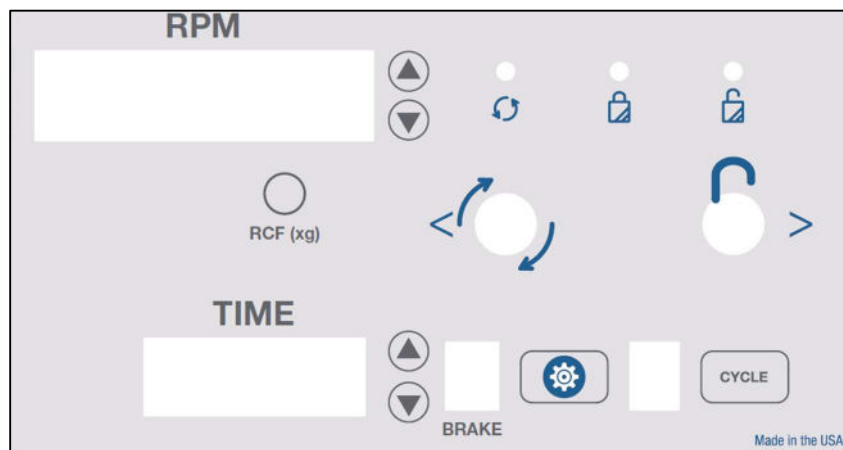 RPM
RCF (xg)
< >
TIME
CYCLE
BRAKE
Made in the USA